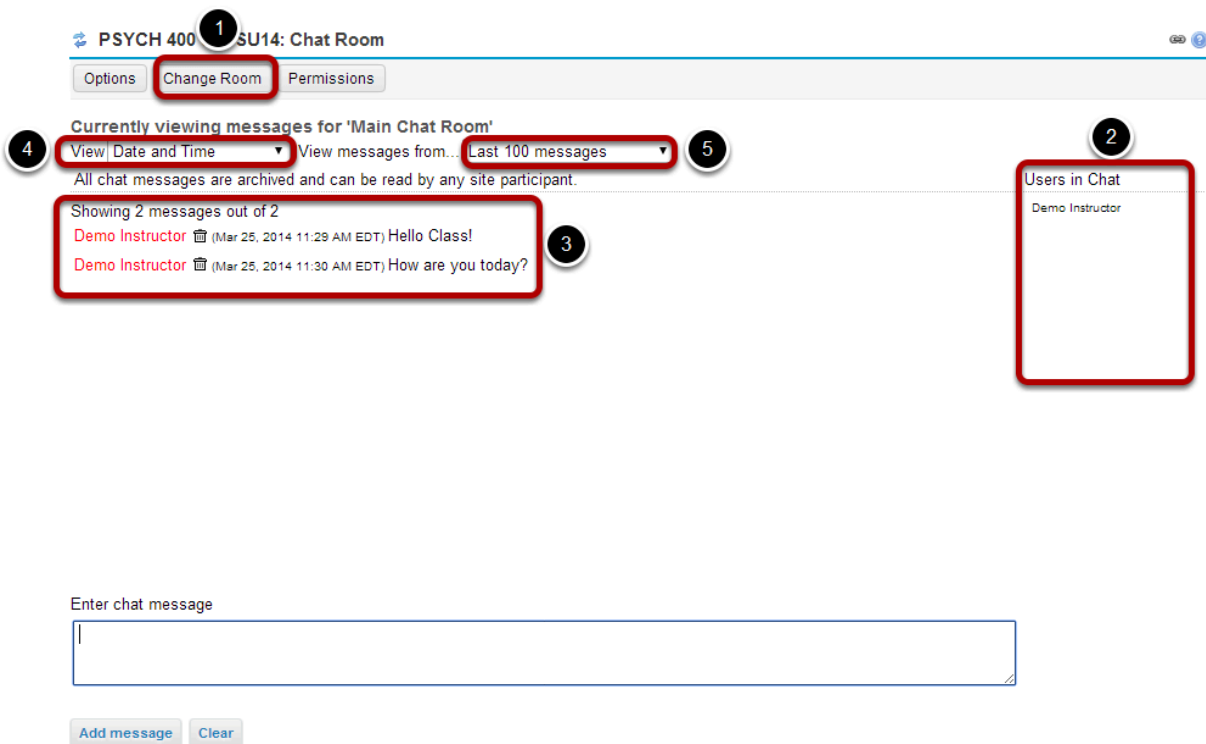 1
PSYCH 400 SU14: Chat Room
Options Change Room Permissions
Currently viewing messages for 'Main Chat Room'
4 View Date and Time View messages from... Last 100 messages 5
2
All chat messages are archived and can be read by any site participant.
Users in Chat
Demo Instructor
Showing 2 messages out of 2
Demo Instructor (Mar 25, 2014 11:29 AM EDT) Hello Class!
3
Demo Instructor (Mar 25, 2014 11:30 AM EDT) How are you today?
Enter chat message
Add message Clear